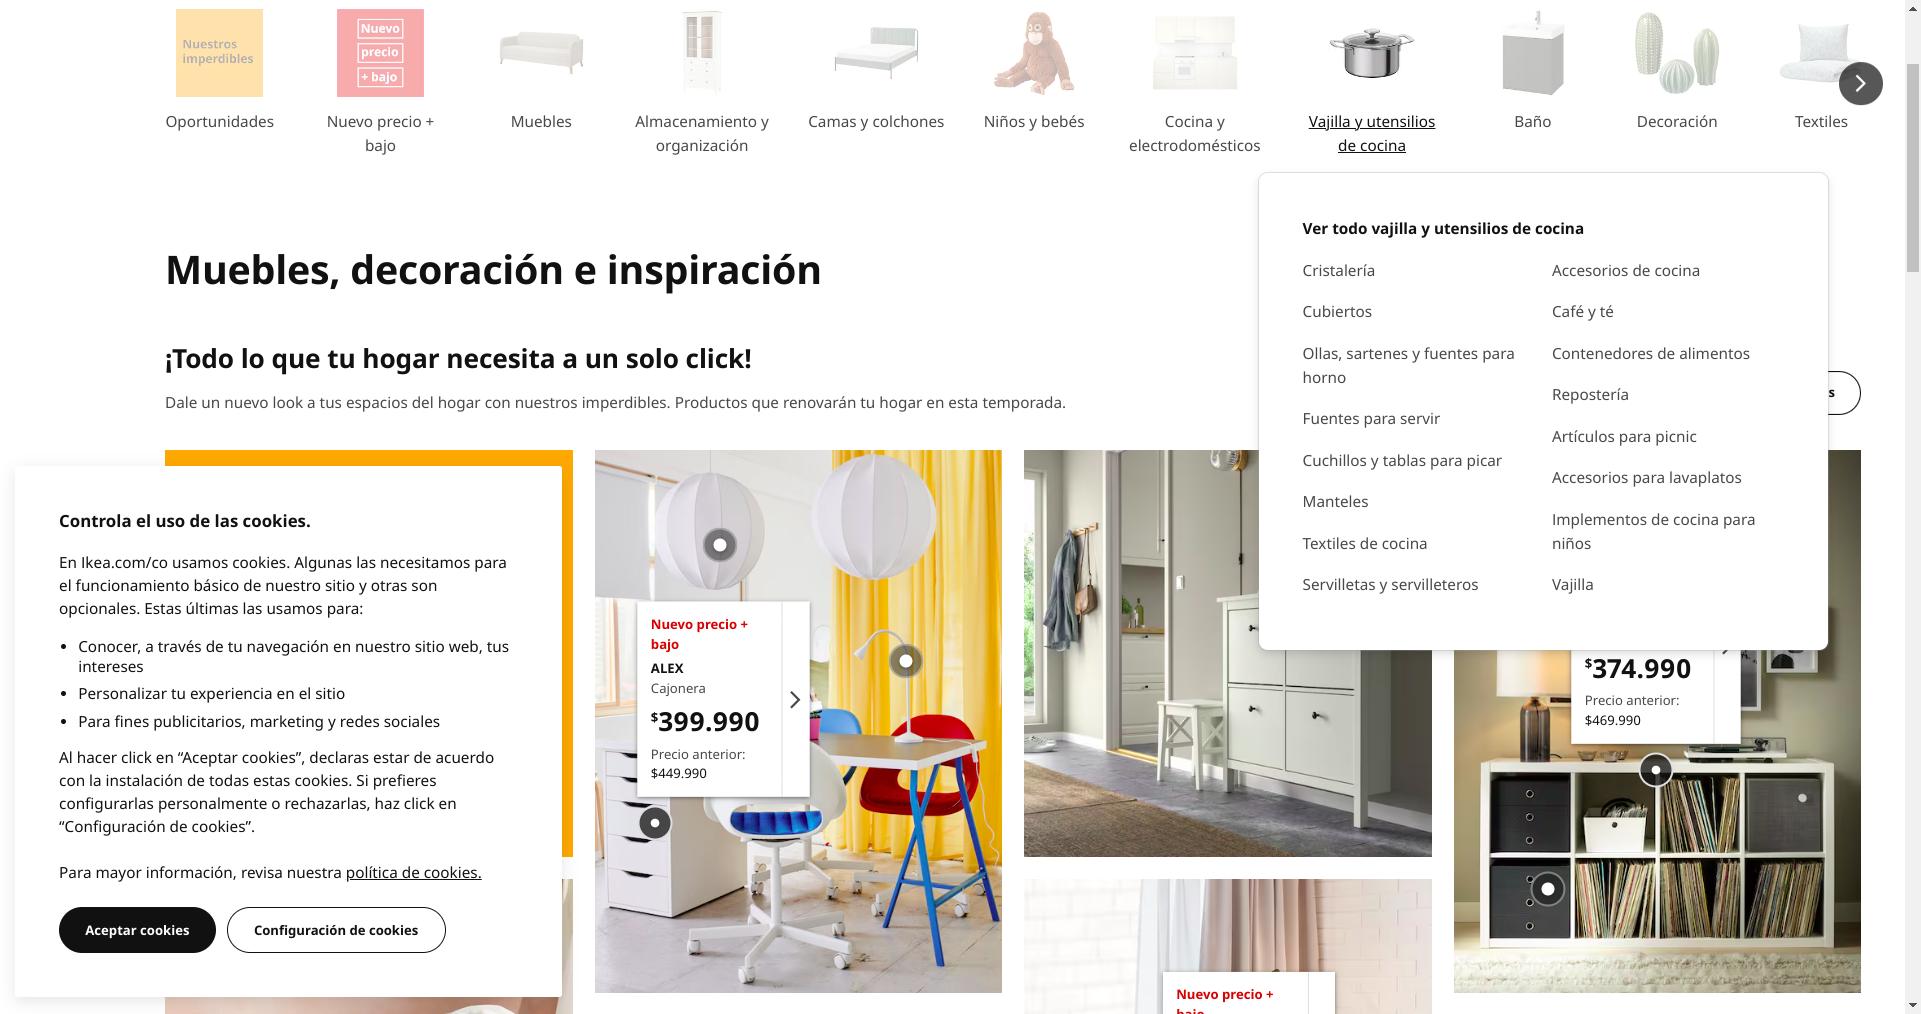 Nuestros
imperdibles
Nuevo
precio
+ bajo
Oportunidades
Nuevo precio +
bajo
Muebles
Almacenamiento y
organización
Camas y colchones
Niños y bebés
Cocina y
electrodomésticos
Vajilla y utensilios
de cocina
Baño
Decoración
Textiles
Ver todo vajilla y utensilios de cocina
Cristalería
Cubiertos
Ollas, sartenes y fuentes para
horno
Fuentes para servir
Cuchillos y tablas para picar
Manteles
Textiles de cocina
Servilletas y servilleteros
Accesorios de cocina
Café y té
Contenedores de alimentos
Repostería
Artículos para picnic
Accesorios para lavaplatos
Implementos de cocina para
niños
Vajilla
Muebles, decoración e inspiración
¡Todo lo que tu hogar necesita a un solo click!
Dale un nuevo look a tus espacios del hogar con nuestros imperdibles. Productos que renovarán tu hogar en esta temporada.
s
Controla el uso de las cookies.
En Ikea.com/co usamos cookies. Algunas las necesitamos para
el funcionamiento básico de nuestro sitio y otras son
opcionales. Estas últimas las usamos para:
• Conocer, a través de tu navegación en nuestro sitio web, tus
intereses
• Personalizar tu experiencia en el sitio
• Para fines publicitarios, marketing y redes sociales
Al hacer click en “Aceptar cookies”, declaras estar de acuerdo
con la instalación de todas estas cookies. Si prefieres
configurarlas personalmente o rechazarlas, haz click en
“Configuración de cookies”.
Para mayor información, revisa nuestra política de cookies.
Aceptar cookies
Configuración de cookies
Nuevo precio +
bajo
ALEX
Cajonera
$399.990
Precio anterior:
$449.990
$374.990
Precio anterior:
$469.990
Nuevo precio +